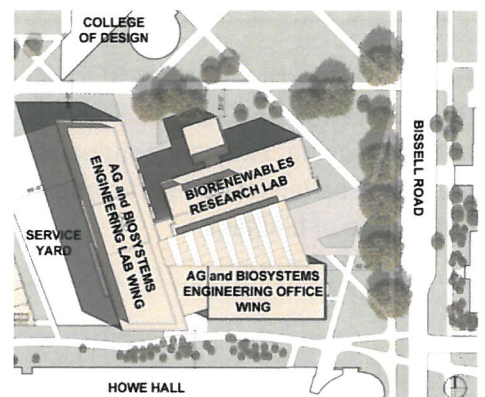 COLLEGE
OF DESIGN
BISSELL ROAD
AG and BIOSYSTEMS
ENGINEERING LAB WING
BIORENEWABLES
RESEARCH LAB
SERVICE
YARD
AG and BIOSYSTEMS
ENGINEERING OFFICE
WING
HOWE HALL